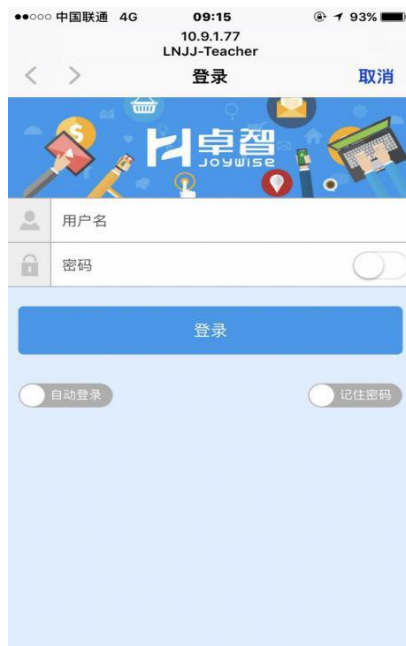 中国联通 4G 09:15 93%
10.9.1.77
LNJJ-Teacher
< > 登录 取消
卓智
JOYWISE
用户名
密码
登录
自动登录 记住密码